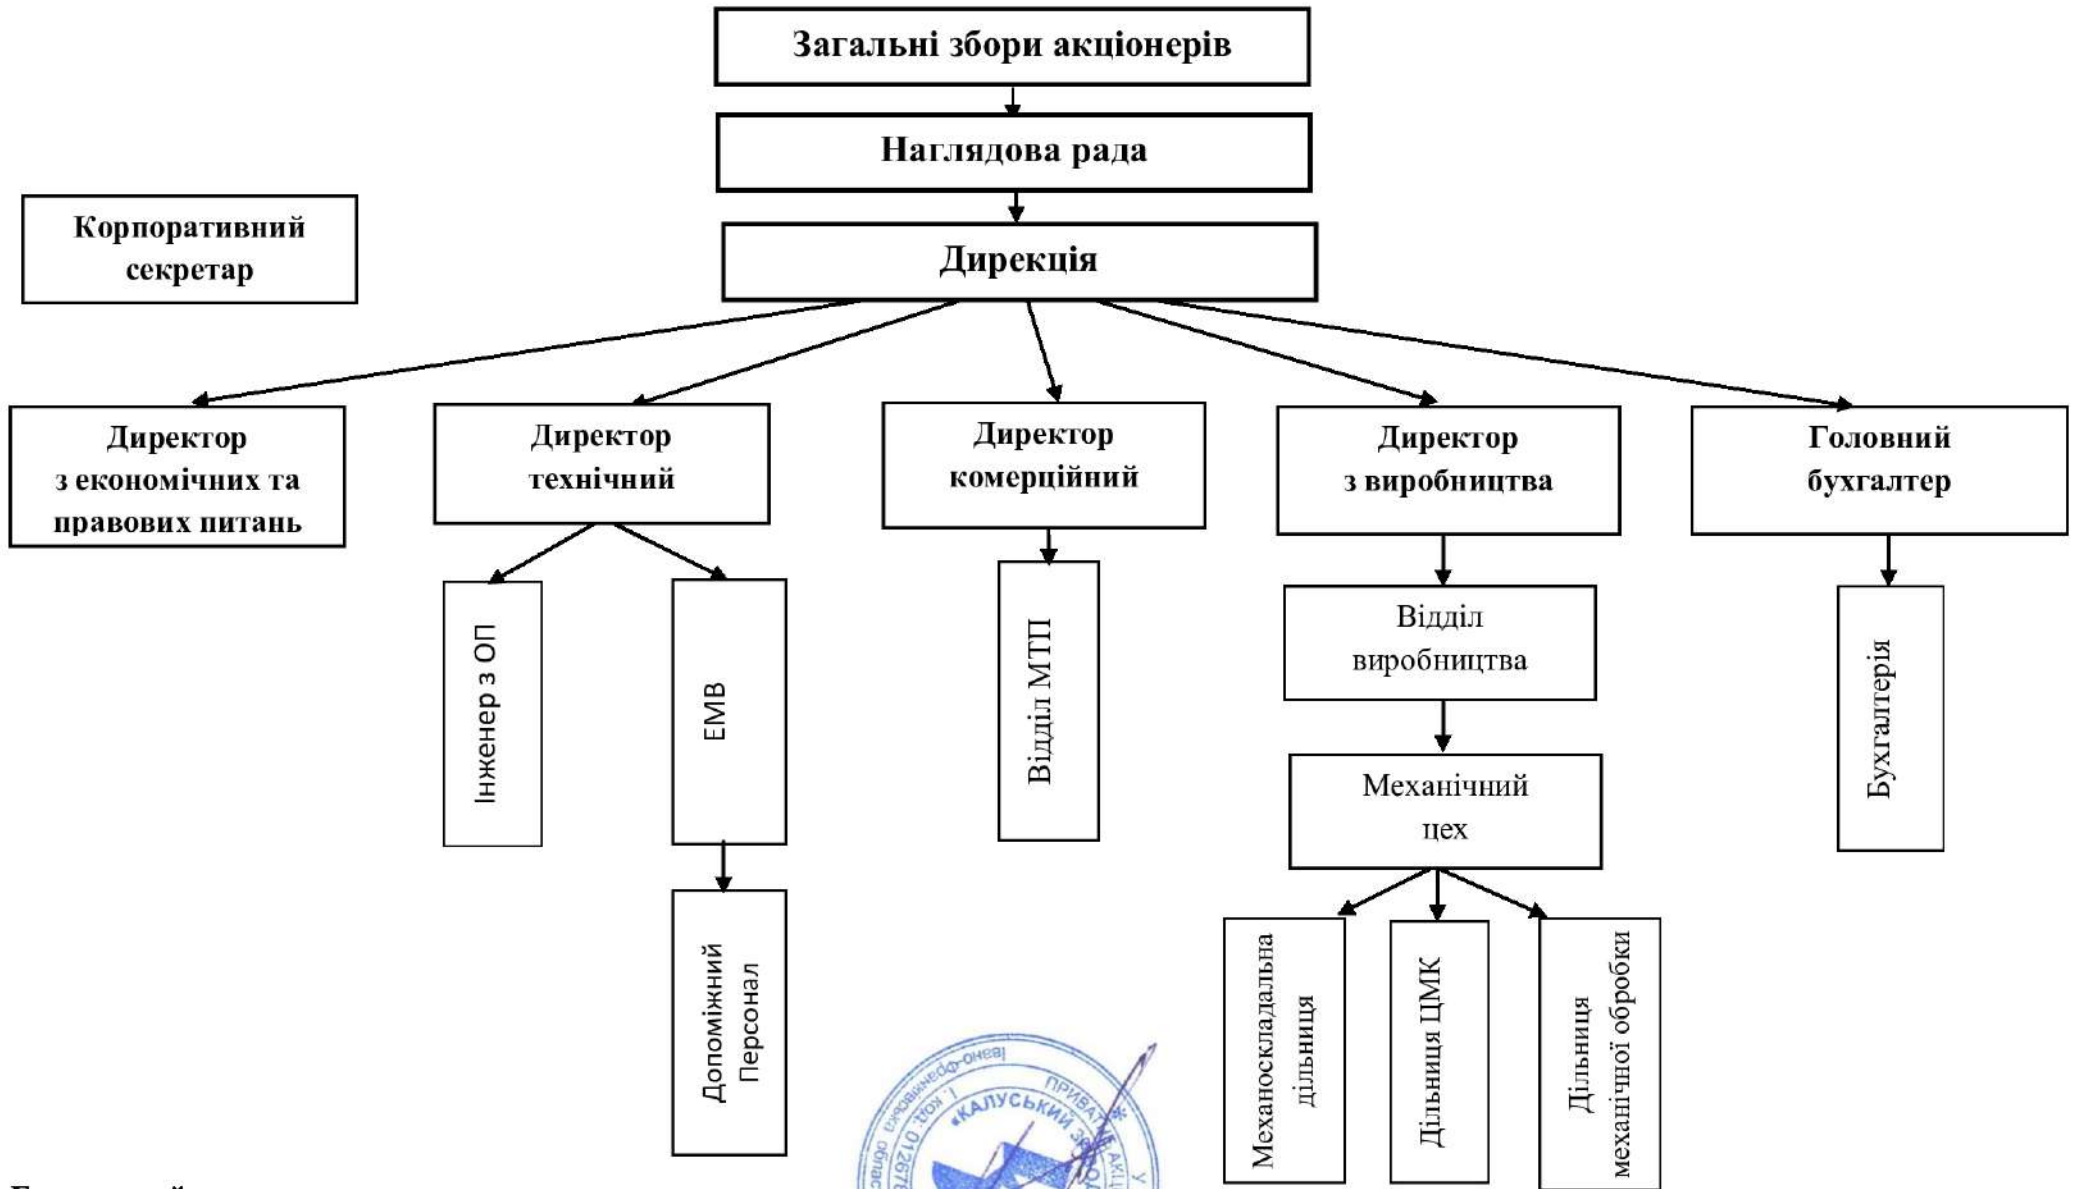 Загальні збори акціонерів
Наглядова рада
Корпоративний
секретар
Дирекція
Директор
з економічних та
правових питань
Директор
технічний
Директор
комерційний
Директор
з виробництва
Головний
бухгалтер
Інженер з ОП
ЕМВ
Відділ МТП
Відділ
виробництва
Бухгалтерія
Механічний
цех
Допоміжний
Персонал
Механоскладальна
дільниця
Дільниця ЦМК
Дільниця
механічної обробки
Івано-Франківська
«КАЛУСЬКИЙ